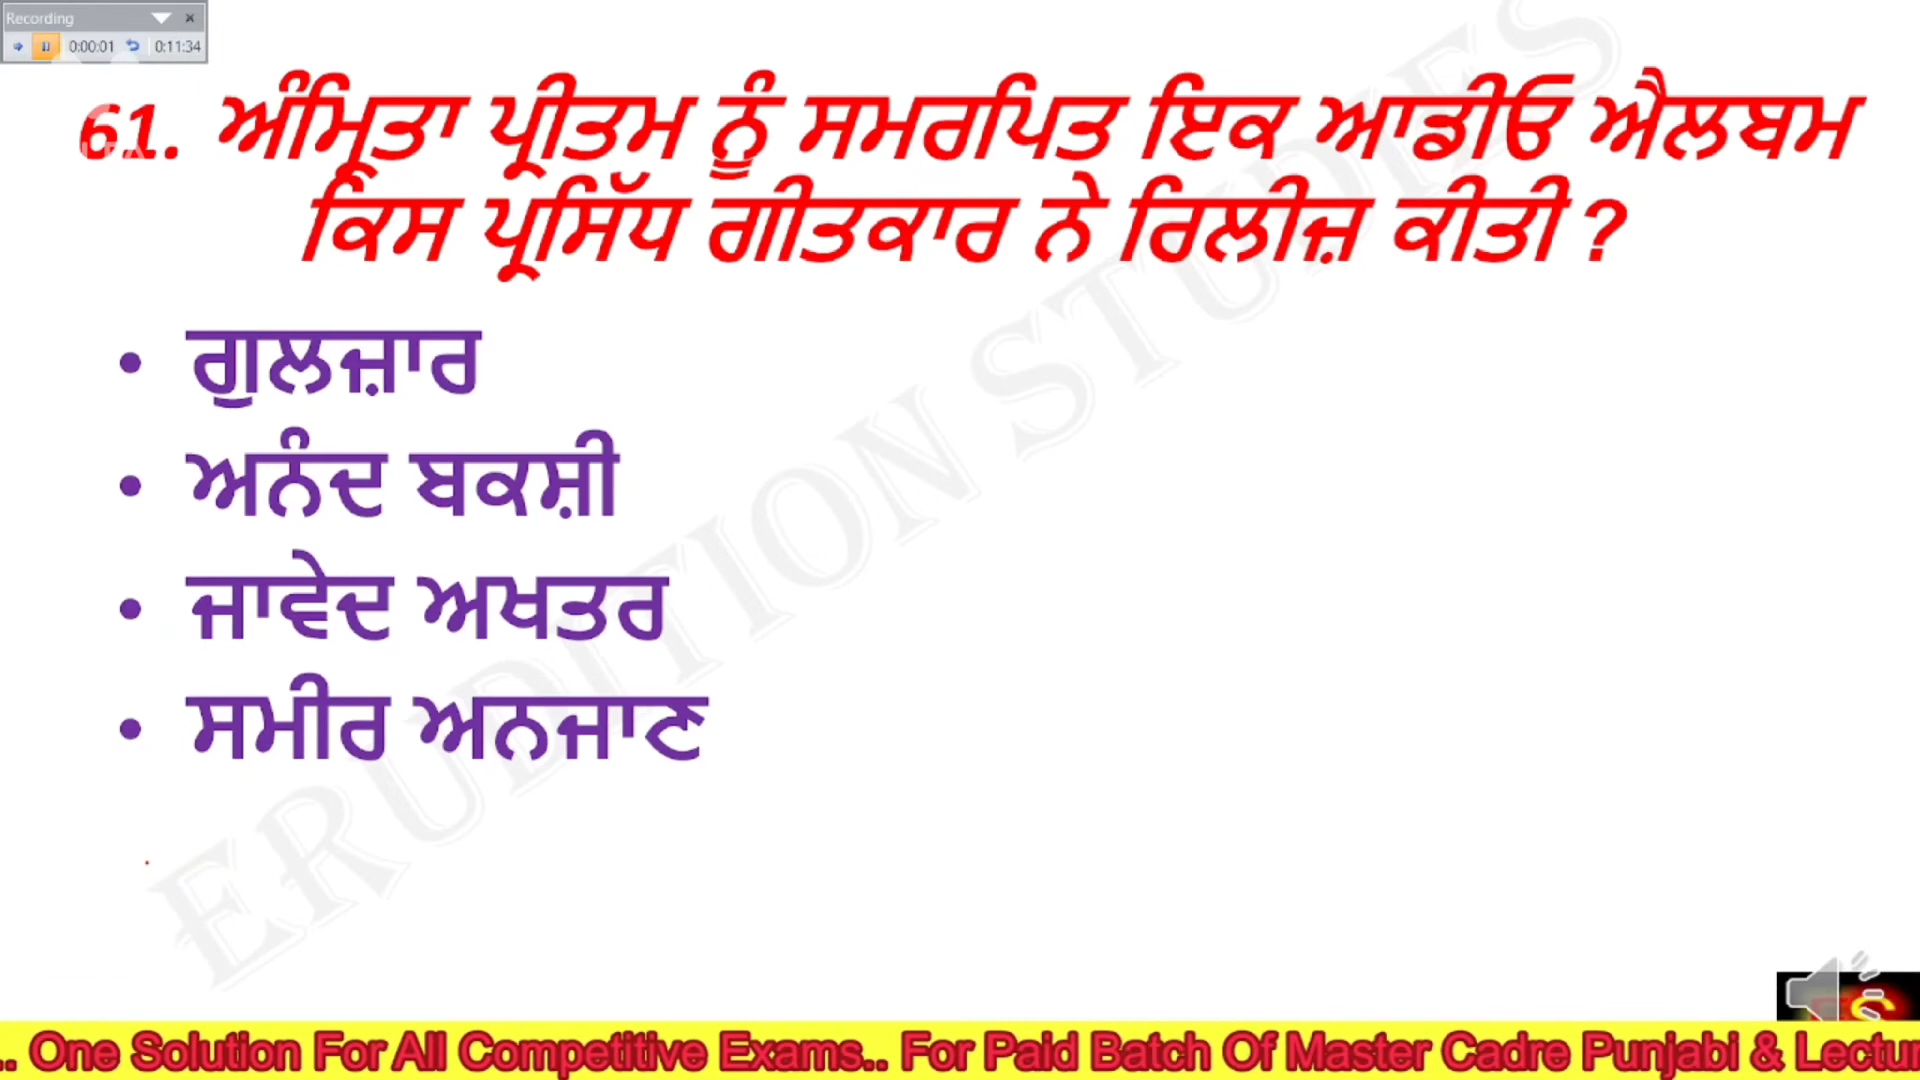 Recording
0:00:01 0:11:34
61. ਅੰਮ੍ਰਿਤਾ ਪ੍ਰੀਤਮ ਨੂੰ ਸਮਰਪਿਤ ਇਕ ਆਡੀਓ ਐਲਬਮ
ਕਿਸ ਪ੍ਰਸਿੱਧ ਗੀਤਕਾਰ ਨੇ ਰਿਲੀਜ਼ ਕੀਤੀ ?
• ਗੁਲਜ਼ਾਰ
• ਅਨੰਦ ਬਕਸ਼ੀ
• ਜਾਵੇਦ ਅਖਤਰ
• ਸਮੀਰ ਅਨਜਾਣ
ERUDITION STUDIES
.. One Solution For All Competitive Exams.. For Paid Batch Of Master Cadre Punjabi & Lectur